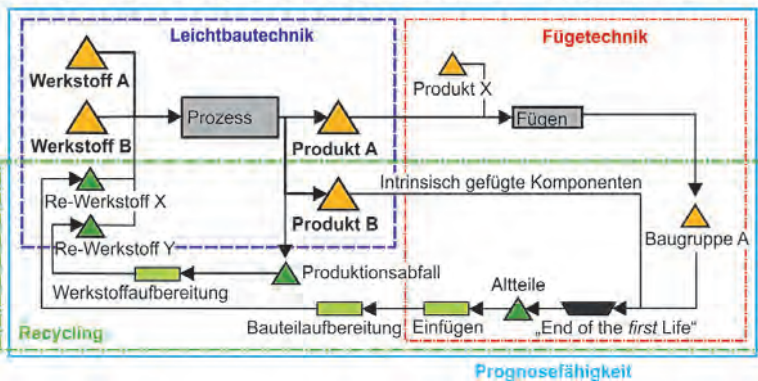 Leichtbautechnik
Fügetechnik
Werkstoff A
Produkt X
Prozess
Fügen
Werkstoff B
Produkt A
Re-Werkstoff X
Intrinsisch gefügte Komponenten
Produkt B
Re-Werkstoff Y
Baugruppe A
Produktionsabfall
Altteile
Werkstoffaufbereitung
Recycling
Bauteilaufbereitung
Einfügen
„End of the first Life“
Prognosefähigkeit